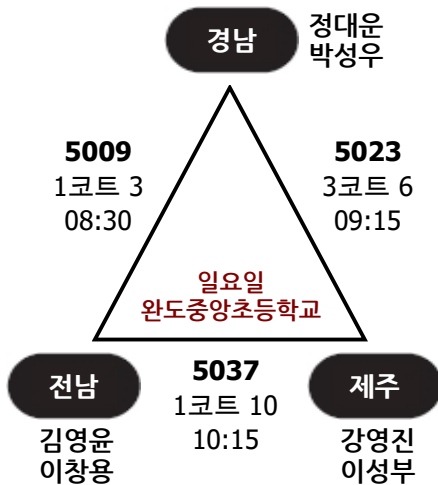 경남
정대운
박성우
5009
1코트 3
08:30
5023
3코트 6
09:15
일요일
완도중앙초등학교
전남
김영윤
이창용
5037
1코트 10
10:15
제주
강영진
이성부